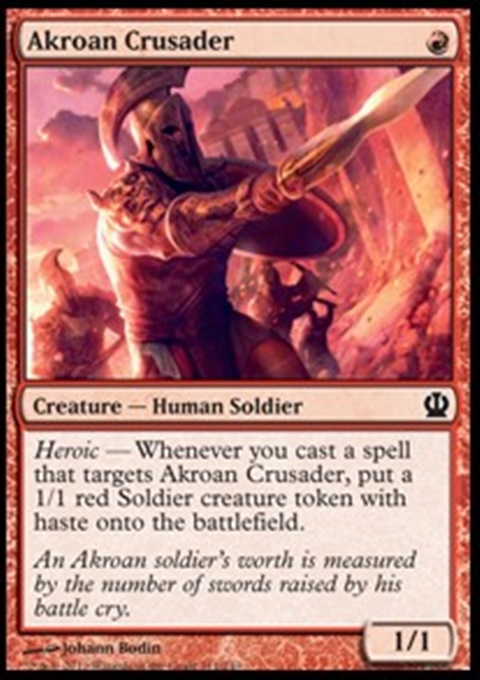 Akroan Crusader
Creature — Human Soldier
Heroic — Whenever you cast a spell
that targets Akroan Crusader, put a
1/1 red Soldier creature token with
haste onto the battlefield.
An Akroan soldier's worth is measured
by the number of swords raised by his
battle cry.
Johann Bodin
1/1